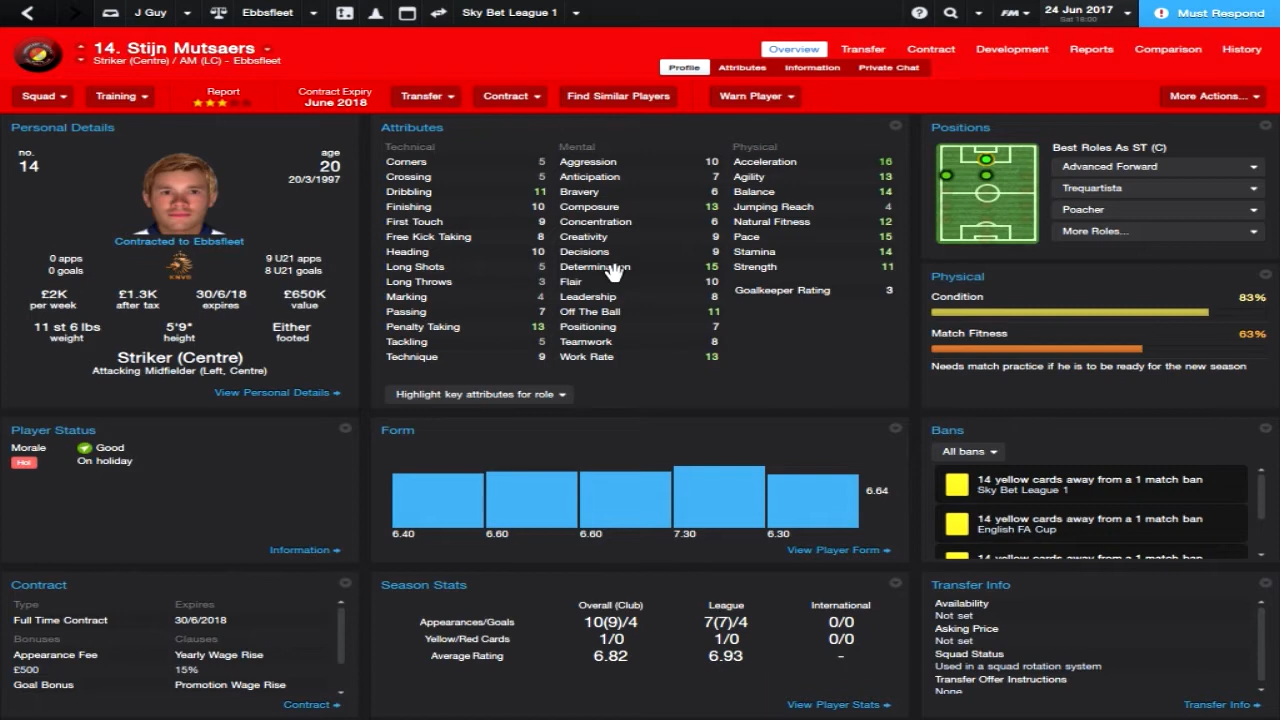 J Guy
Ebbsfleet
Sky Bet League 1
FM
24 Jun 2017
Sat 18:00
Must Respond
14. Stijn Mutsaers
Striker (Centre) / AM (LC) - Ebbsfleet
Overview
Transfer
Contract
Development
Reports
Comparison
History
Profile
Attributes
Information
Private Chat
Squad
Training
Report
Contract Expiry
June 2018
Transfer
Contract
Find Similar Players
Warn Player
More Actions...
Personal Details
no.
14
age
20
20/3/1997
Contracted to Ebbsfleet
0 apps
0 goals
KNVB
9 U21 apps
8 U21 goals
£2K
per week
£1.3K
after tax
30/6/18
expires
£650K
value
11 st 6 lbs
weight
5'9"
height
Either
footed
Striker (Centre)
Attacking Midfielder (Left, Centre)
View Personal Details
Attributes
Technical
Corners 5
Crossing 5
Dribbling 11
Finishing 10
First Touch 9
Free Kick Taking 8
Heading 10
Long Shots 5
Long Throws 3
Marking 4
Passing 7
Penalty Taking 13
Tackling 5
Technique 9
Mental
Aggression 10
Anticipation 7
Bravery 6
Composure 13
Concentration 6
Creativity 9
Decisions 9
Determination 15
Flair 10
Leadership 8
Off The Ball 11
Positioning 7
Teamwork 8
Work Rate 13
Physical
Acceleration 16
Agility 13
Balance 14
Jumping Reach 4
Natural Fitness 12
Pace 15
Stamina 14
Strength 11
Goalkeeper Rating 3
Highlight key attributes for role
Positions
Best Roles As ST (C)
Advanced Forward
Trequartista
Poacher
More Roles...
Physical
Condition 83%
Match Fitness 63%
Needs match practice if he is to be ready for the new season
Player Status
Morale Good
Hol On holiday
Information
Form
6.64
6.40 6.60 6.60 7.30 6.30
View Player Form
Bans
All bans
14 yellow cards away from a 1 match ban
Sky Bet League 1
14 yellow cards away from a 1 match ban
English FA Cup
14 yellow cards away from a 1 match ban
Contract
Type Expires
Full Time Contract 30/6/2018
Bonuses Clauses
Appearance Fee Yearly Wage Rise
£500 15%
Goal Bonus Promotion Wage Rise
Contract
Season Stats
Overall (Club) League International
Appearances/Goals 10(9)/4 7(7)/4 0/0
Yellow/Red Cards 1/0 1/0 0/0
Average Rating 6.82 6.93 -
View Player Stats
Transfer Info
Availability
Not set
Asking Price
Not set
Squad Status
Used in a squad rotation system
Transfer Offer Instructions
None
Transfer Info